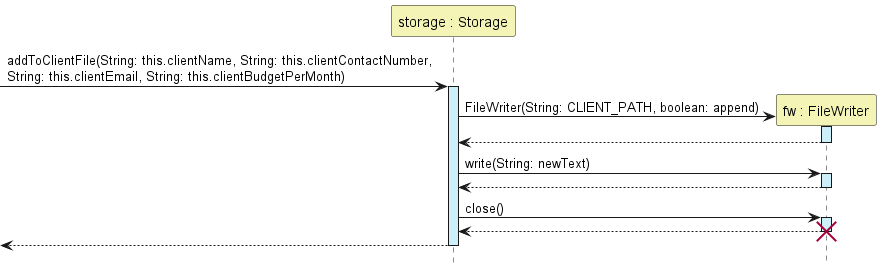 storage : Storage
addToClientFile(String: this.clientName, String: this.clientContactNumber,
String: this.clientEmail, String: this.clientBudgetPerMonth)
FileWriter(String: CLIENT_PATH, boolean: append)
fw : FileWriter
write(String: newText)
close()